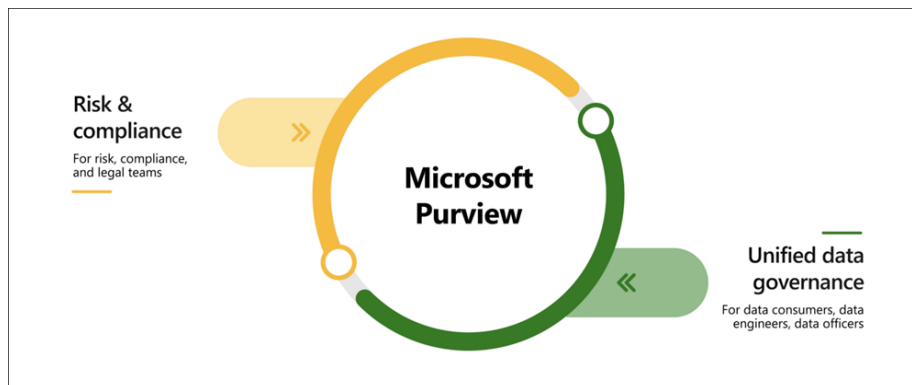 Risk &
compliance
For risk, compliance,
and legal teams
Microsoft
Purview
Unified data
governance
For data consumers, data
engineers, data officers